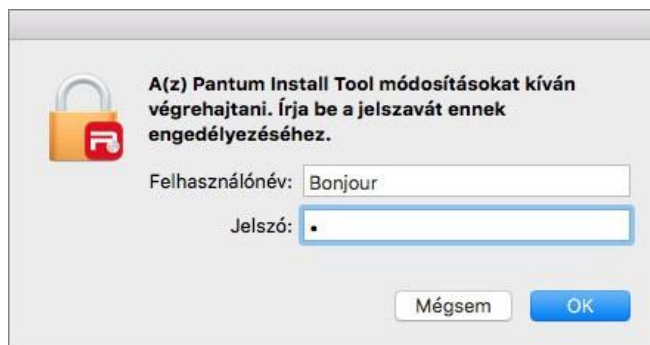 A(z) Pantum Install Tool módosításokat kíván
végrehajtani. Írja be a jelszavát ennek
engedélyezéséhez.
Felhasználónév: Bonjour
Jelszó: •
Mégsem OK